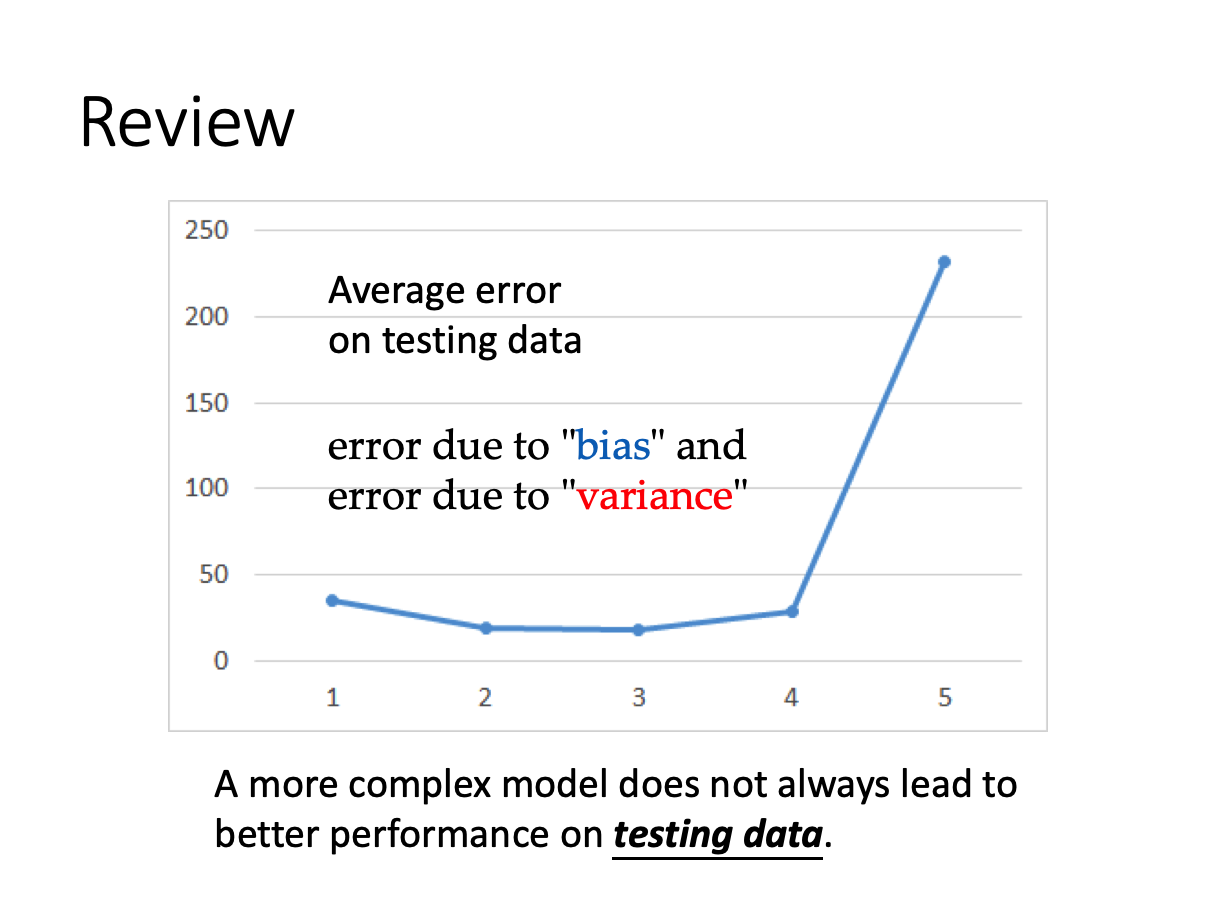 Review
250
200
150
100
50
0
Average error
on testing data
error due to "bias" and
error due to "variance"
1 2 3 4 5
A more complex model does not always lead to
better performance on testing data.